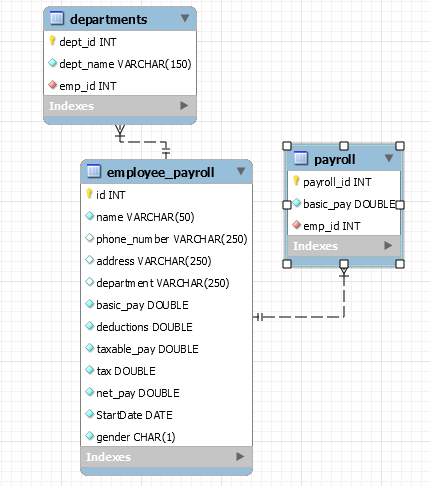 departments
dept_id INT
dept_name VARCHAR(150)
emp_id INT
Indexes
employee_payroll
id INT
name VARCHAR(50)
phone_number VARCHAR(250)
address VARCHAR(250)
department VARCHAR(250)
basic_pay DOUBLE
deductions DOUBLE
taxable_pay DOUBLE
tax DOUBLE
net_pay DOUBLE
StartDate DATE
gender CHAR(1)
Indexes
payroll
payroll_id INT
basic_pay DOUBLE
emp_id INT
Indexes